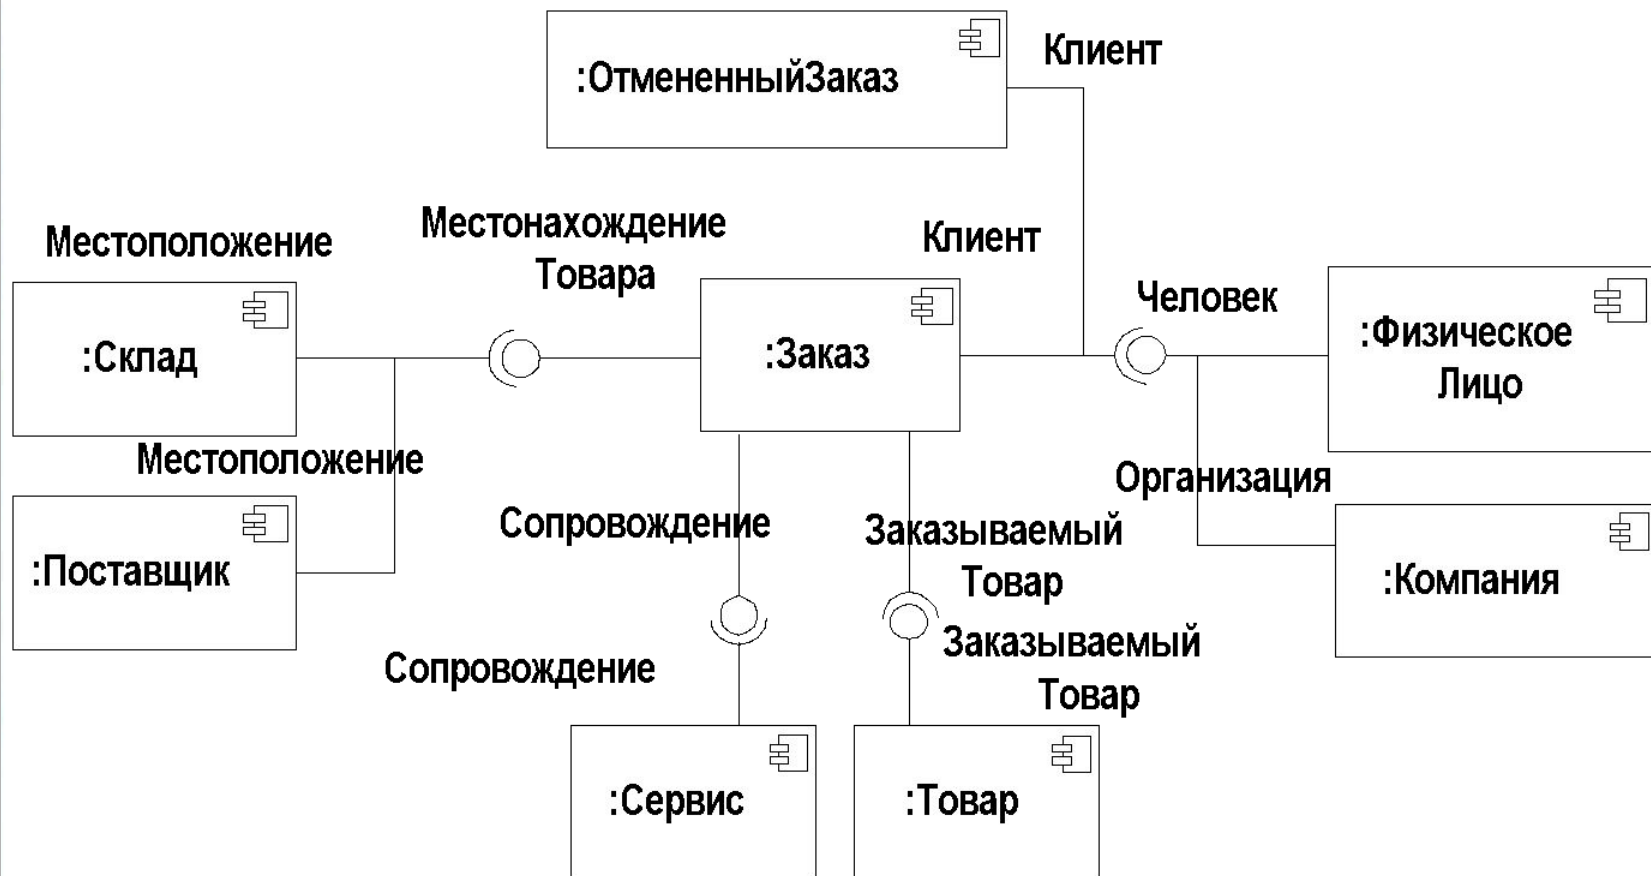 Клиент
:ОтмененныйЗаказ
Местонахождение
Товара
Местоположение
Клиент
Человек
:Склад
:Заказ
:Физическое
Лицо
Местоположение
Организация
:Поставщик
Сопровождение
Заказываемый
Товар
:Компания
Заказываемый
Товар
Сопровождение
:Сервис
:Товар